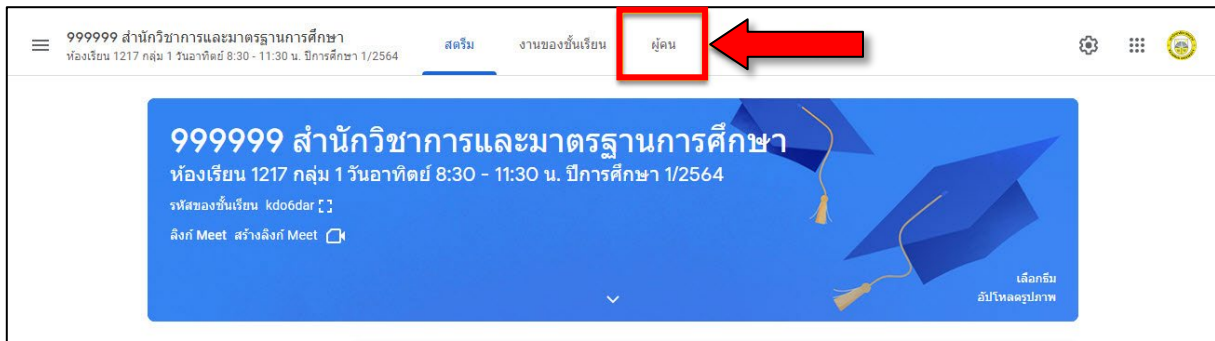 999999 สำนักวิชาการและมาตรฐานการศึกษา
ห้องเรียน 1217 กลุ่ม 1 วันอาทิตย์ 8:30 - 11:30 น. ปีการศึกษา 1/2564
สตรีม
งานของชั้นเรียน
ผู้คน
999999 สำนักวิชาการและมาตรฐานการศึกษา
ห้องเรียน 1217 กลุ่ม 1 วันอาทิตย์ 8:30 - 11:30 น. ปีการศึกษา 1/2564
รหัสของชั้นเรียน kdo6dar
ลิงก์ Meet สร้างลิงก์ Meet
เลือกธีม
อัปโหลดรูปภาพ